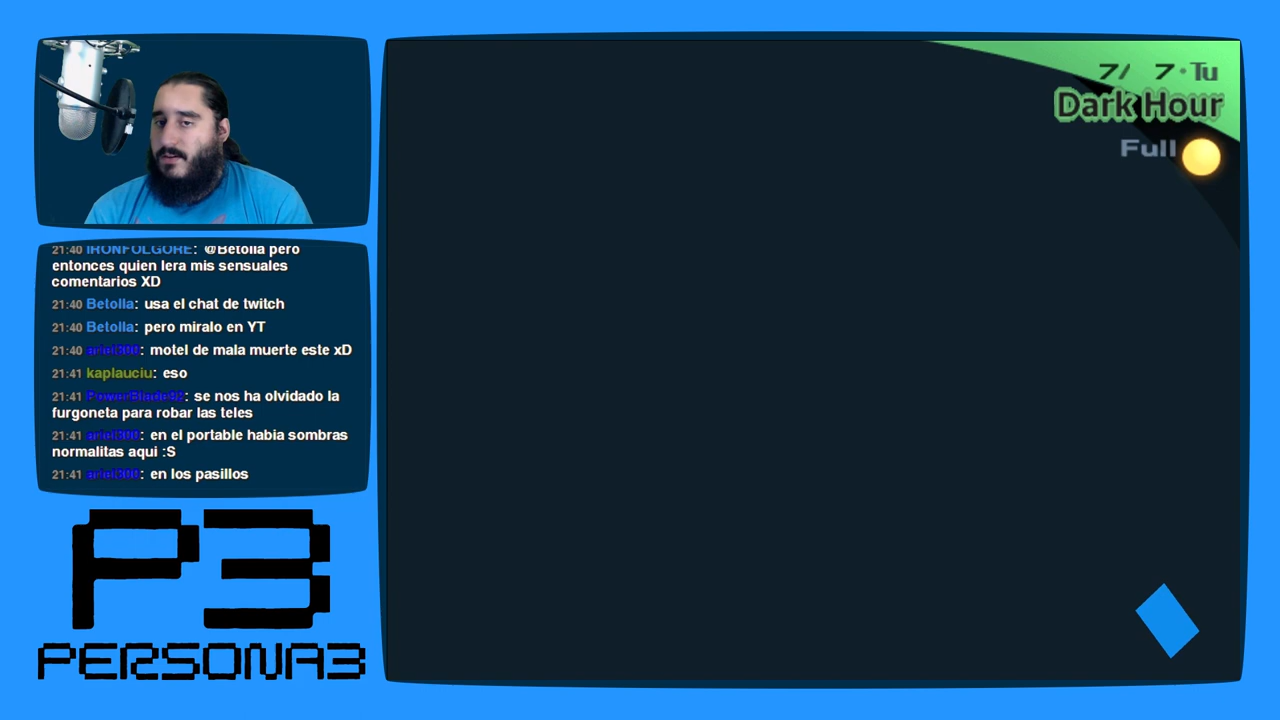 7/ 7・Tu
Dark Hour
Full
21:40 IRONFOLGORE: @Betolla pero
entonces quien lera mis sensuales
comentarios XD
21:40 Betolla: usa el chat de twitch
21:40 Betolla: pero miralo en YT
21:40 ariel300: motel de mala muerte este xD
21:41 kaplauciu: eso
21:41 : se nos ha olvidado la
furgoneta para robar las teles
21:41 ariel300: en el portable habia sombras
normalitas aqui :S
21:41 ariel300: en los pasillos
P3
PERSONA3